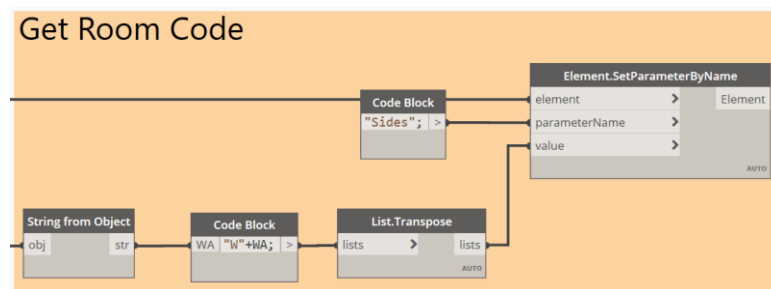 Get Room Code
Element.SetParameterByName
element > Element
parameterName >
value >
AUTO
Code Block
"Sides"; >
String from Object
obj str
Code Block
WA "W"+WA; >
List.Transpose
lists > lists
AUTO